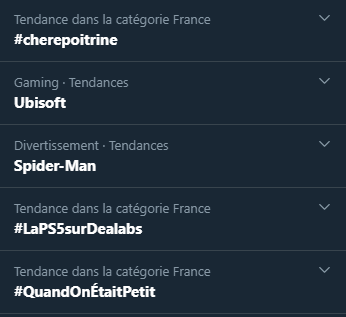 Tendance dans la catégorie France
#cherepoitrine
Gaming · Tendances
Ubisoft
Divertissement · Tendances
Spider-Man
Tendance dans la catégorie France
#LaPS5surDealabs
Tendance dans la catégorie France
#QuandOnÉtaitPetit